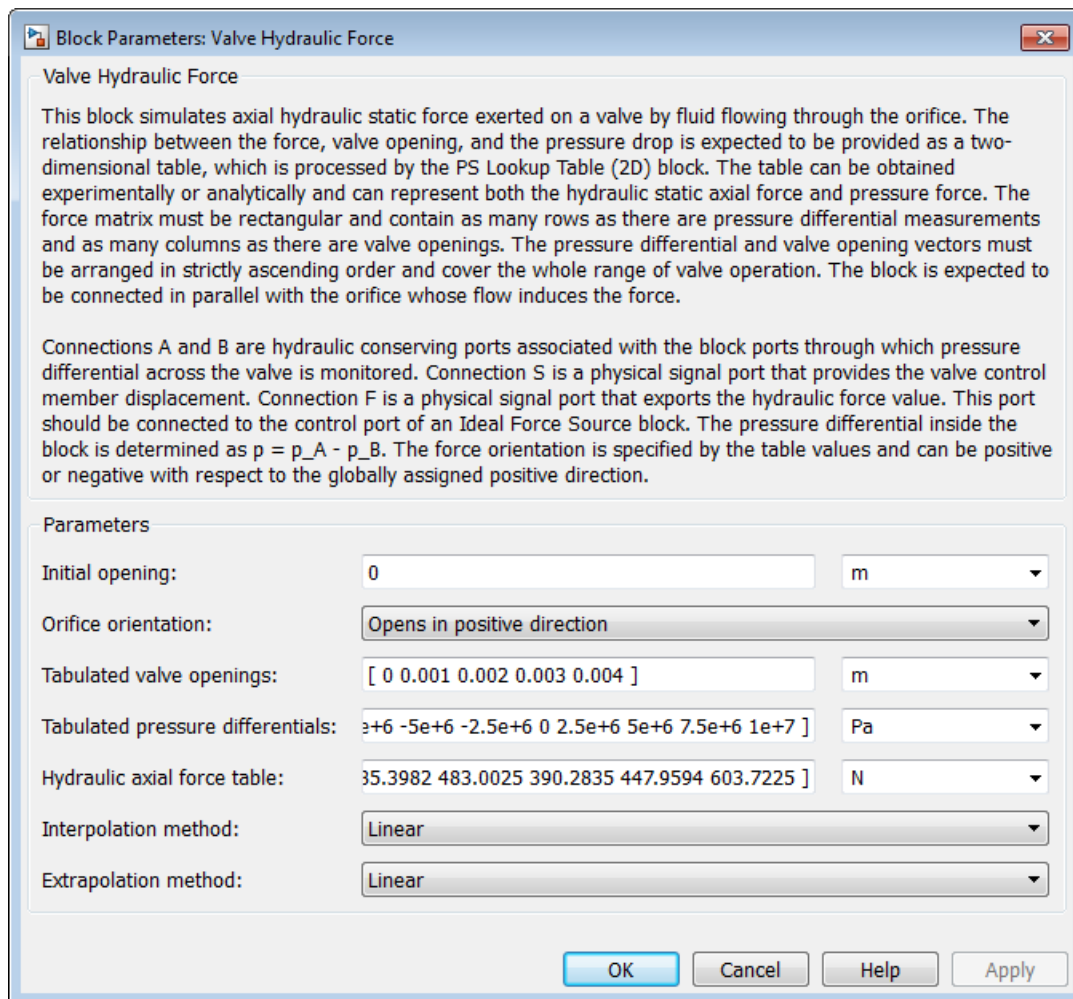 Block Parameters: Valve Hydraulic Force
Valve Hydraulic Force
This block simulates axial hydraulic static force exerted on a valve by fluid flowing through the orifice. The
relationship between the force, valve opening, and the pressure drop is expected to be provided as a two-
dimensional table, which is processed by the PS Lookup Table (2D) block. The table can be obtained
experimentally or analytically and can represent both the hydraulic static axial force and pressure force. The
force matrix must be rectangular and contain as many rows as there are pressure differential measurements
and as many columns as there are valve openings. The pressure differential and valve opening vectors must
be arranged in strictly ascending order and cover the whole range of valve operation. The block is expected to
be connected in parallel with the orifice whose flow induces the force.
Connections A and B are hydraulic conserving ports associated with the block ports through which pressure
differential across the valve is monitored. Connection S is a physical signal port that provides the valve control
member displacement. Connection F is a physical signal port that exports the hydraulic force value. This port
should be connected to the control port of an Ideal Force Source block. The pressure differential inside the
block is determined as p = p_A - p_B. The force orientation is specified by the table values and can be positive
or negative with respect to the globally assigned positive direction.
Parameters
Initial opening: 0 m
Orifice orientation: Opens in positive direction
Tabulated valve openings: [ 0 0.001 0.002 0.003 0.004 ] m
Tabulated pressure differentials: e+6 -5e+6 -2.5e+6 0 2.5e+6 5e+6 7.5e+6 1e+7 ] Pa
Hydraulic axial force table: 35.3982 483.0025 390.2835 447.9594 603.7225 ] N
Interpolation method: Linear
Extrapolation method: Linear
OK Cancel Help Apply